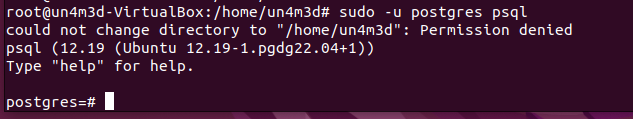 root@un4m3d-VirtualBox:/home/un4m3d# sudo -u postgres psql
could not change directory to "/home/un4m3d": Permission denied
psql (12.19 (Ubuntu 12.19-1.pgdg22.04+1))
Type "help" for help.
postgres=#